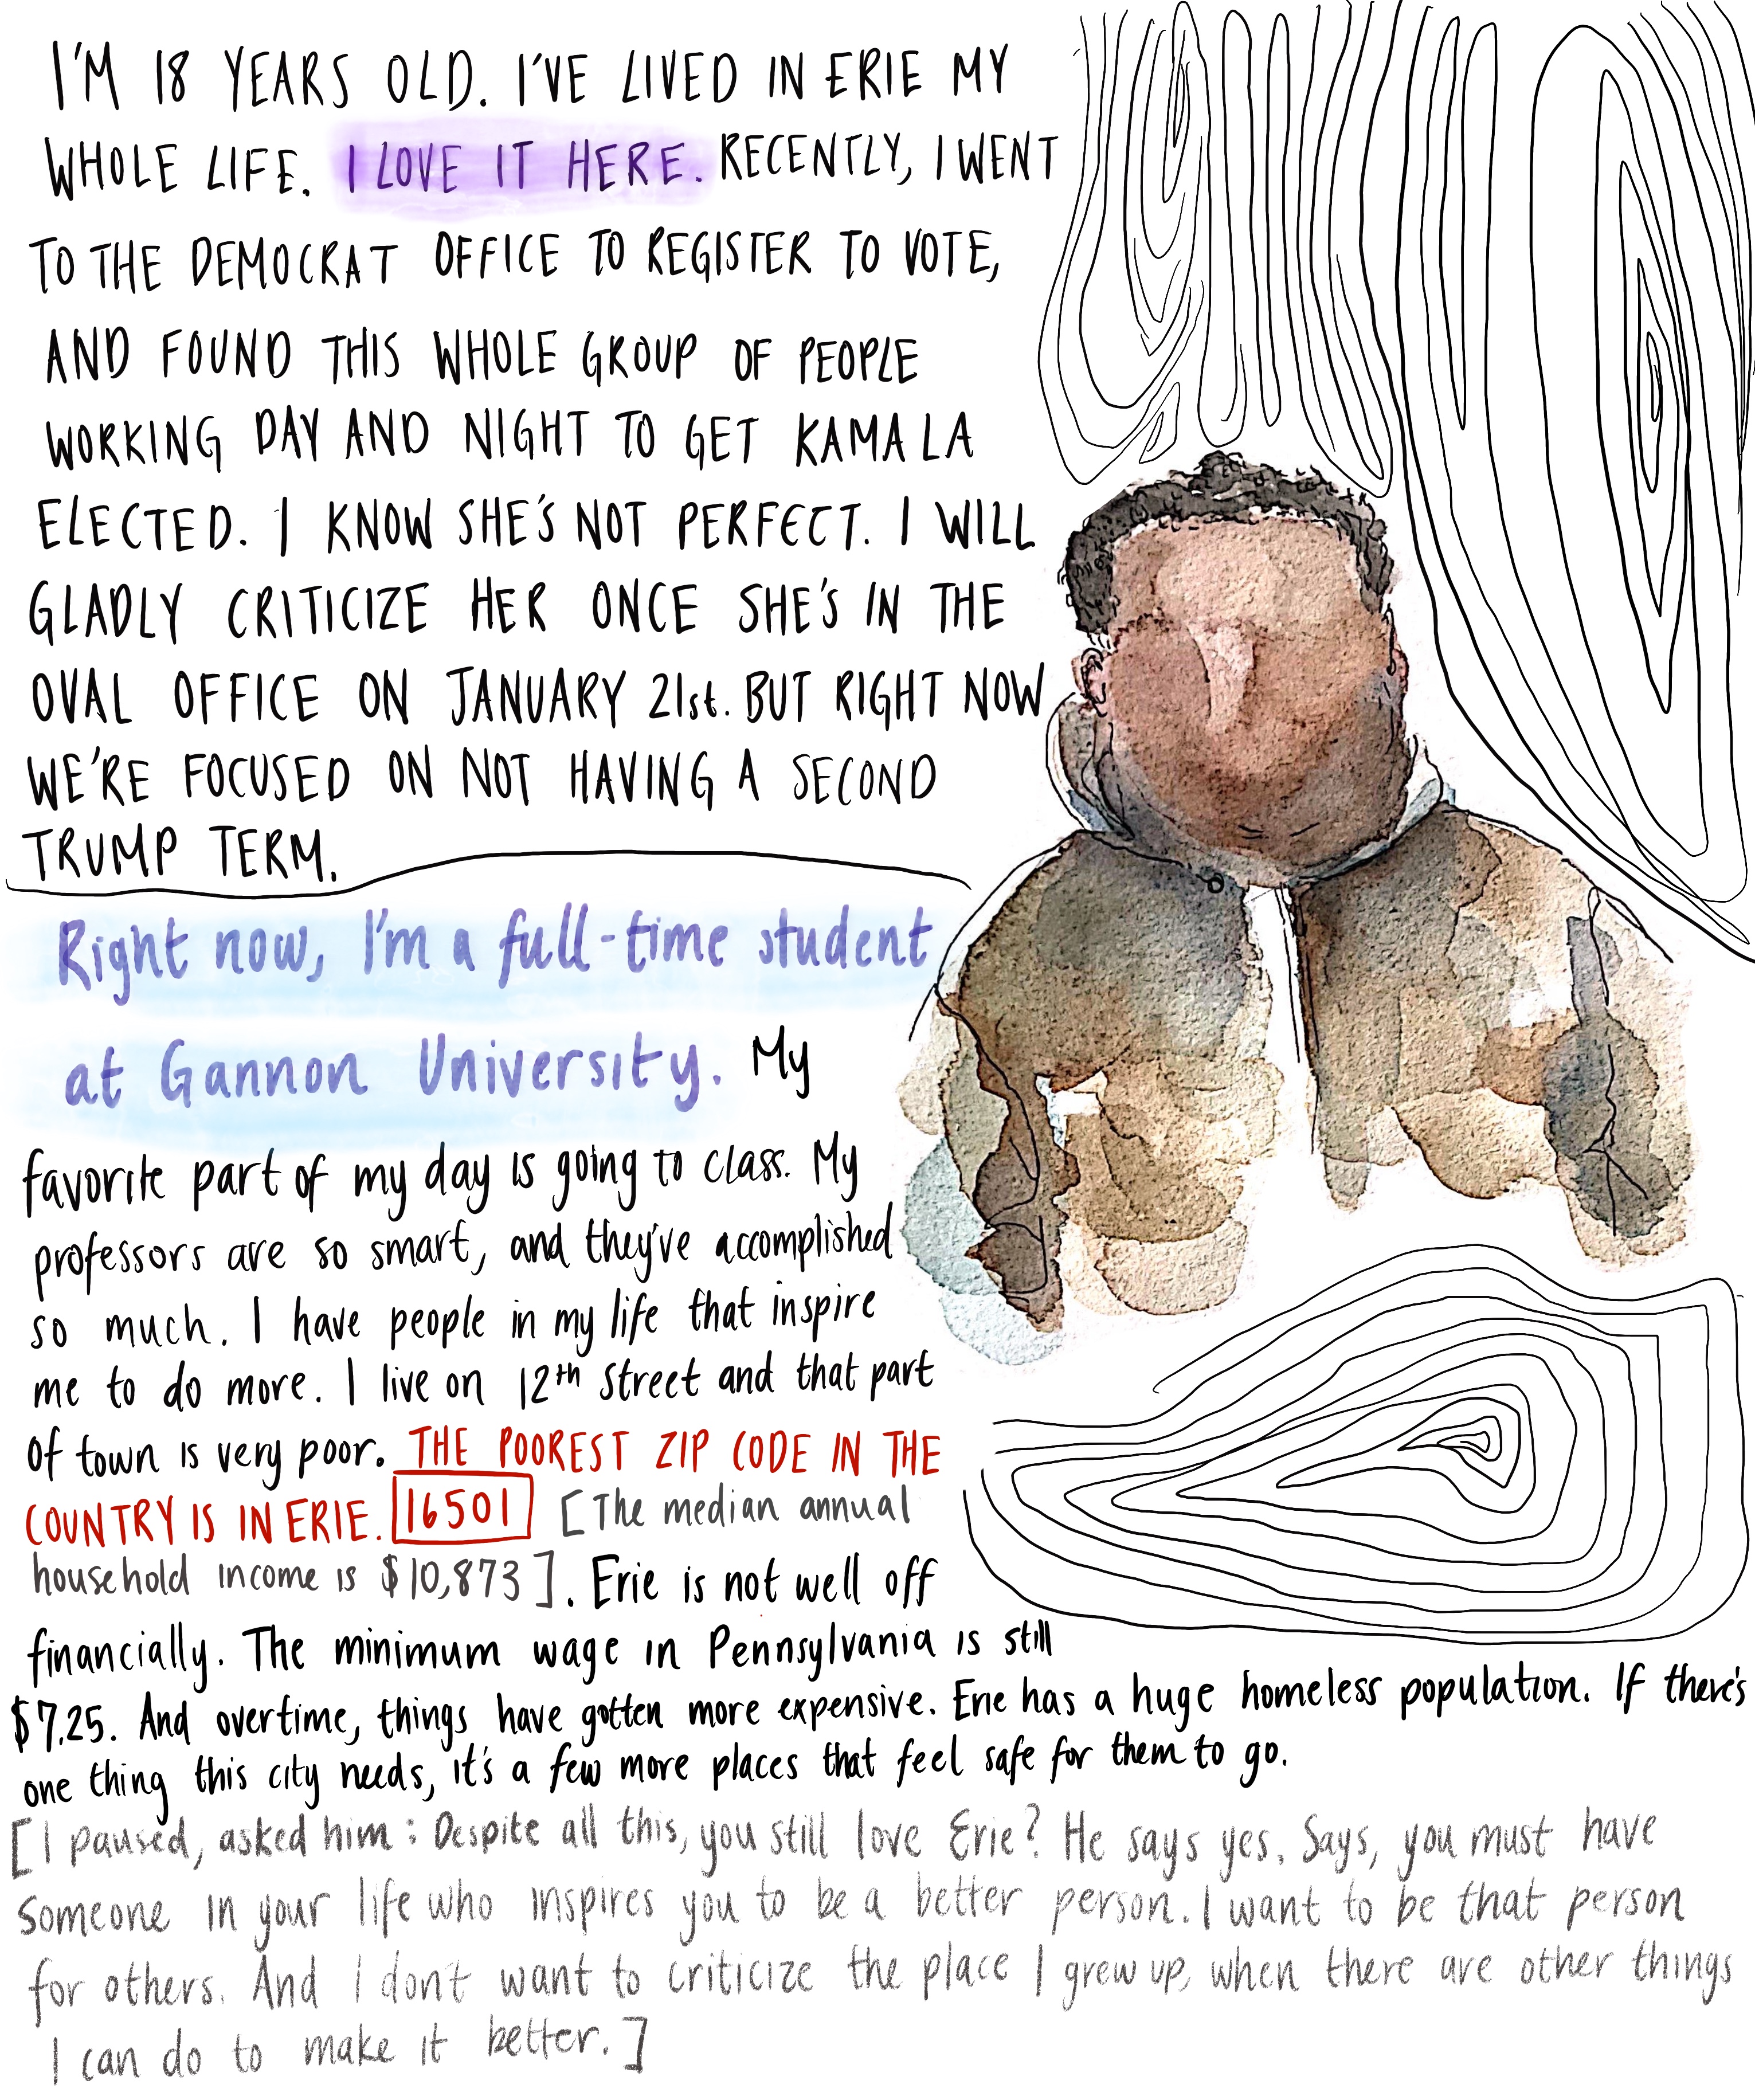 I'M 18 YEARS OLD. I'VE LIVED IN ERIE MY
WHOLE LIFE. I LOVE IT HERE. RECENTLY, I WENT
TO THE DEMOCRAT OFFICE TO REGISTER TO VOTE,
AND FOUND THIS WHOLE GROUP OF PEOPLE
WORKING DAY AND NIGHT TO GET KAMALA
ELECTED. I KNOW SHE'S NOT PERFECT. I WILL
GLADLY CRITICIZE HER ONCE SHE'S IN THE
OVAL OFFICE ON JANUARY 21st. BUT RIGHT NOW
WE'RE FOCUSED ON NOT HAVING A SECOND
TRUMP TERM.
Right now, I'm a full-time student
at Gannon University. My
favorite part of my day is going to class. My
professors are so smart, and they've accomplished
so much. I have people in my life that inspire
me to do more. I live on 12th street and that part
of town is very poor. THE POOREST ZIP CODE IN THE
COUNTRY IS IN ERIE. 16501 [The median annual
household income is $10,873]. Erie is not well off
financially. The minimum wage in Pennsylvania is still
$7.25. And overtime, things have gotten more expensive. Erie has a huge homeless population. If there's
one thing this city needs, it's a few more places that feel safe for them to go.
[I paused, asked him: Despite all this, you still love Erie? He says yes. Says, you must have
someone in your life who inspires you to be a better person. I want to be that person
for others. And I don't want to criticize the place I grew up, when there are other things
I can do to make it better.]